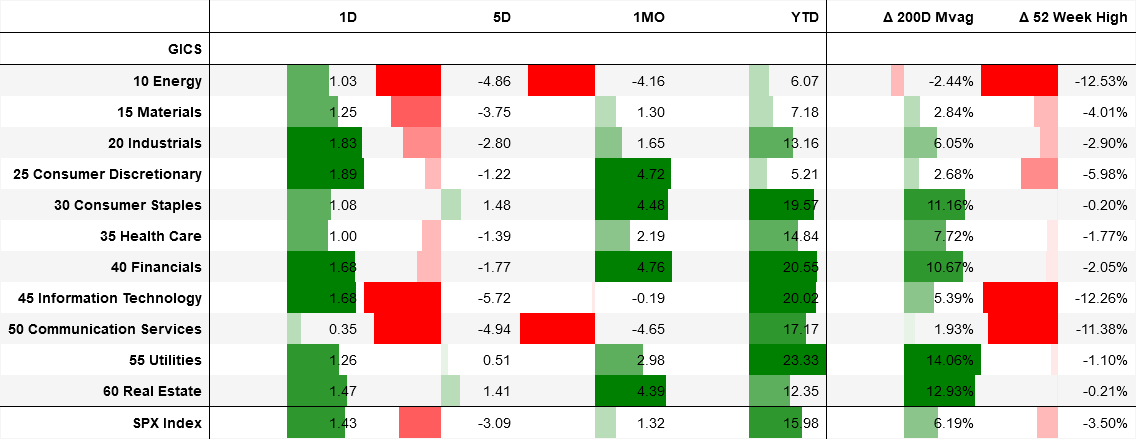 1D 5D 1MO YTD Δ 200D Mvag Δ 52 Week High
GICS
10 Energy 1.03 -4.86 -4.16 6.07 -2.44% -12.53%
15 Materials 1.25 -3.75 1.30 7.18 2.84% -4.01%
20 Industrials 1.83 -2.80 1.65 13.16 6.05% -2.90%
25 Consumer Discretionary 1.89 -1.22 4.72 5.21 2.68% -5.98%
30 Consumer Staples 1.08 1.48 4.48 19.57 11.16% -0.20%
35 Health Care 1.00 -1.39 2.19 14.84 7.72% -1.77%
40 Financials 1.68 -1.77 4.76 20.55 10.67% -2.05%
45 Information Technology 1.68 -5.72 -0.19 20.02 5.39% -12.26%
50 Communication Services 0.35 -4.94 -4.65 17.17 1.93% -11.38%
55 Utilities 1.26 0.51 2.98 23.33 14.06% -1.10%
60 Real Estate 1.47 1.41 4.39 12.35 12.93% -0.21%
SPX Index 1.43 -3.09 1.32 15.98 6.19% -3.50%